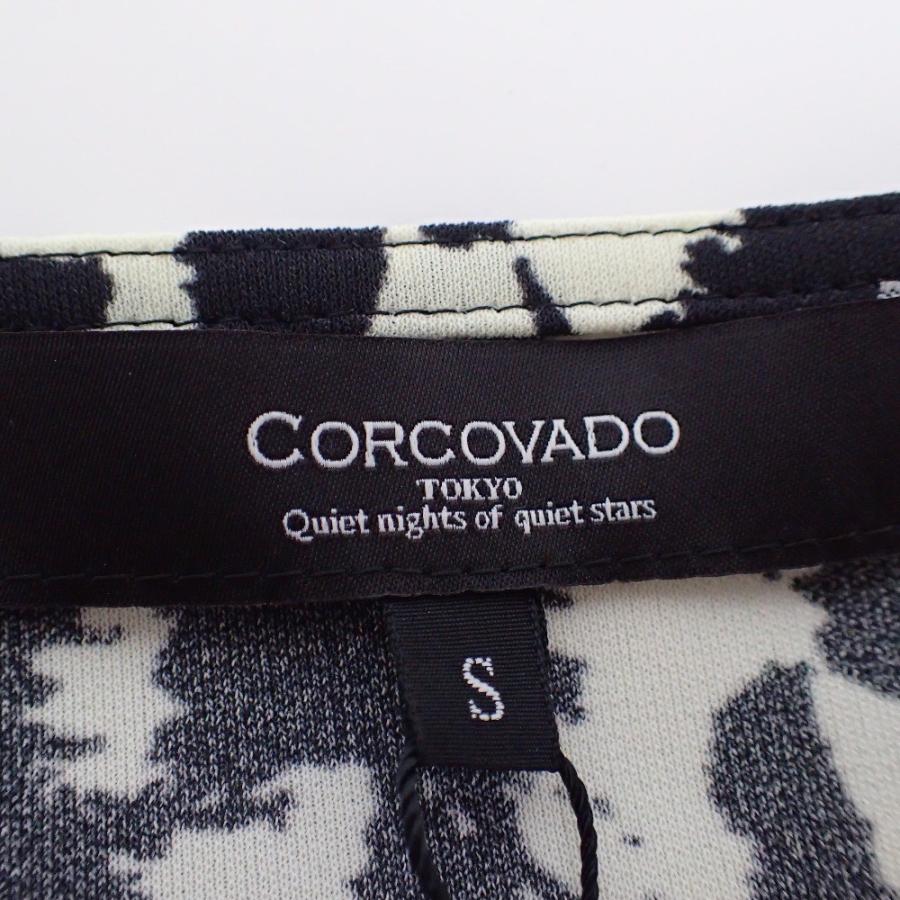 CORCOVADO
TOKYO
Quiet nights of quiet stars
S